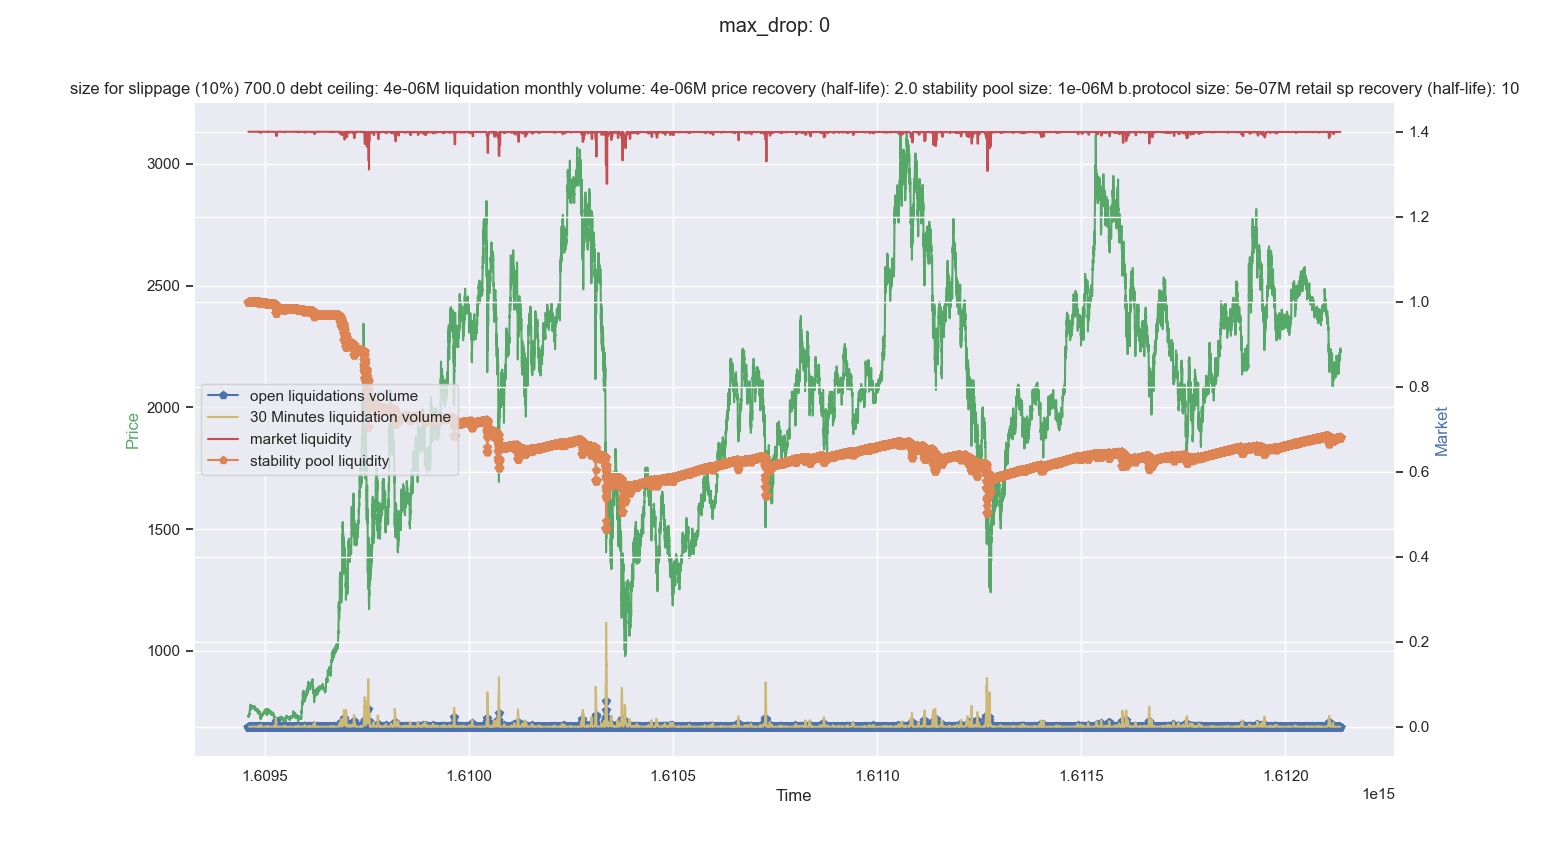 max_drop: 0
size for slippage (10%) 700.0 debt ceiling: 4e-06M liquidation monthly volume: 4e-06M price recovery (half-life): 2.0 stability pool size: 1e-06M b.protocol size: 5e-07M retail sp recovery (half-life): 10
3000
2500
2000
1500
1000
Price
open liquidations volume
30 Minutes liquidation volume
market liquidity
stability pool liquidity
1.4
1.2
1.0
0.8
0.6
0.4
0.2
0.0
Market
1.6095
1.6100
1.6105
1.6110
1.6115
1.6120
Time
1e15